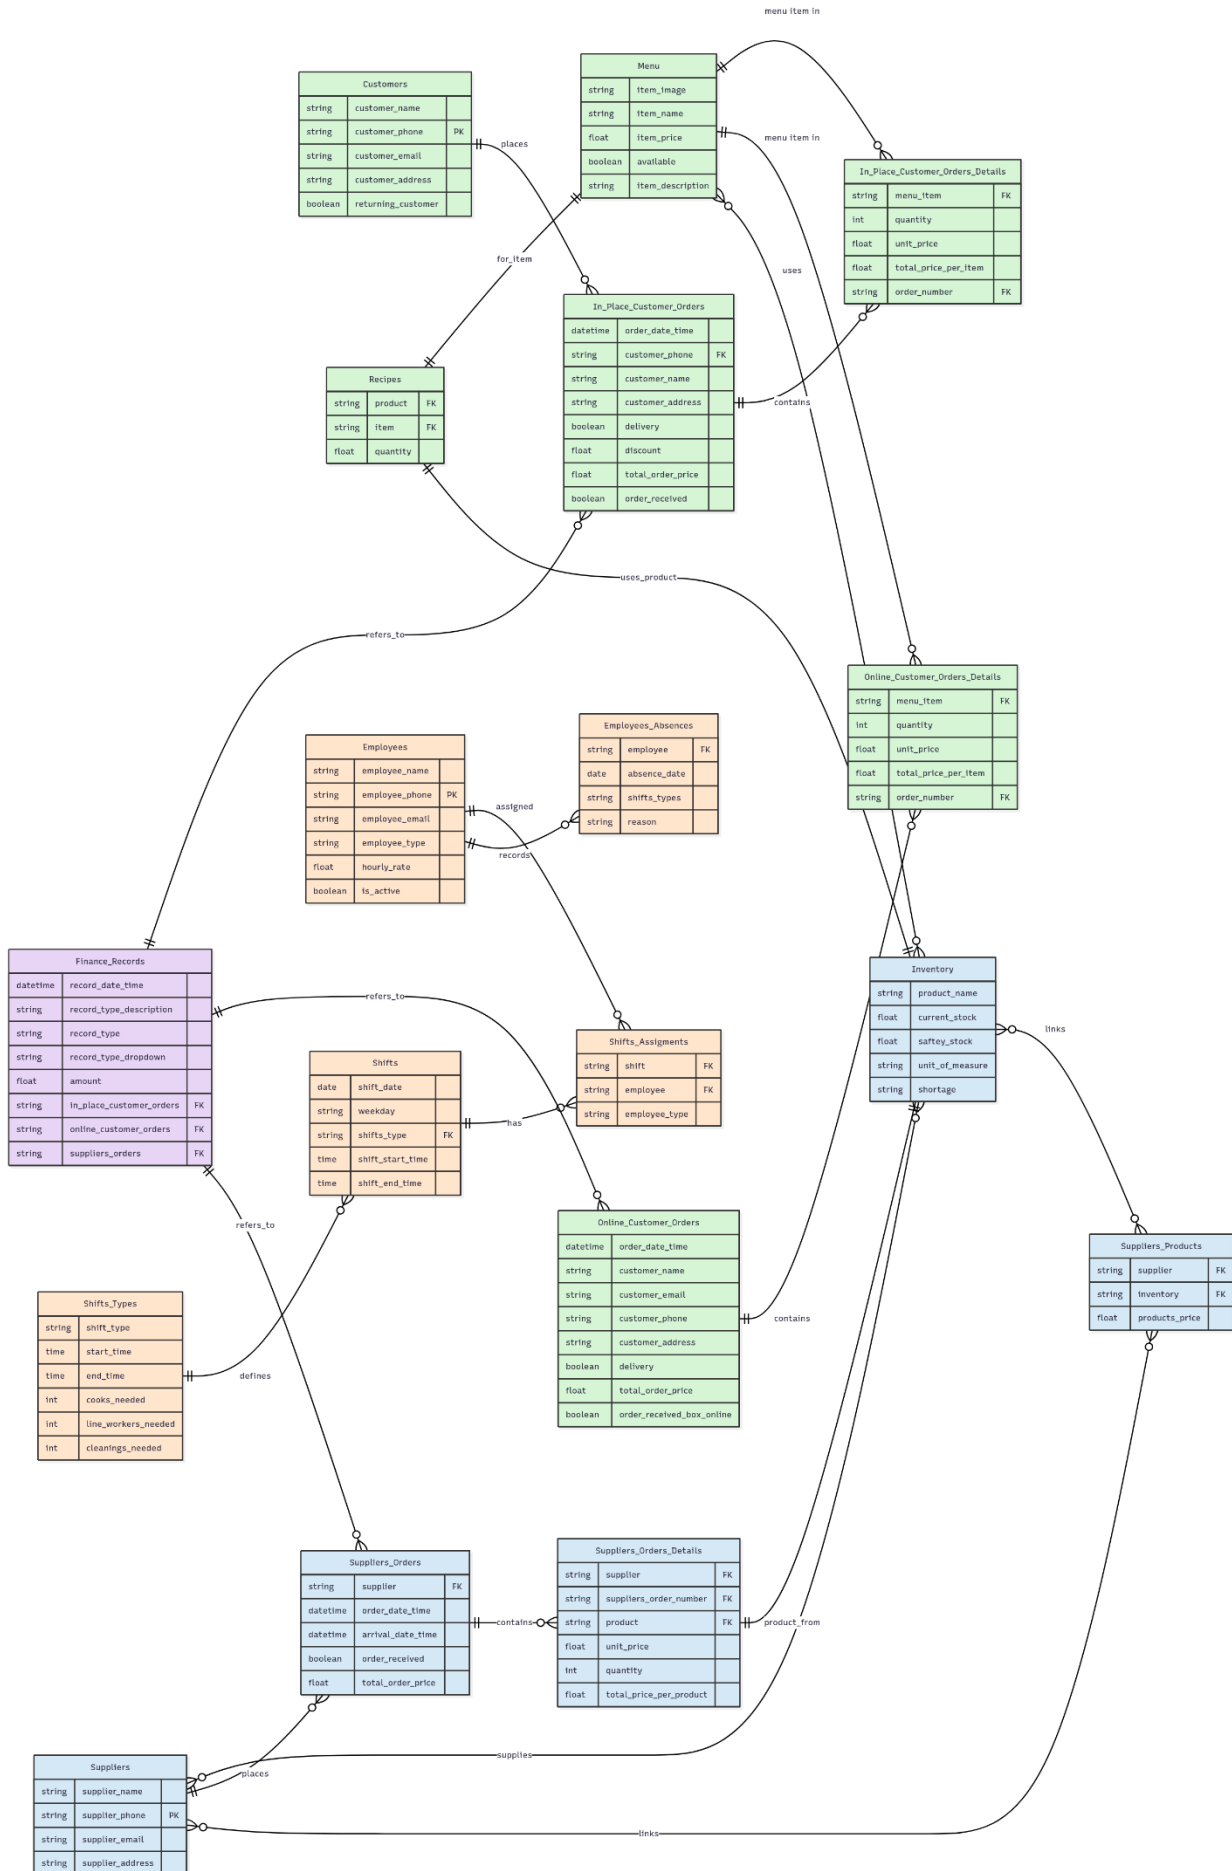 menu item in
Menu
string item_image
string item_name
float item_price
boolean available
string item_description
Customers
string customer_name
string customer_phone PK
string customer_email
string customer_address
boolean returning_customer
places
menu item in
In_Place_Customer_Orders_Details
string menu_item FK
int quantity
float unit_price
float total_price_per_item
string order_number FK
for_item
uses
In_Place_Customer_Orders
datetime order_date_time
string customer_phone FK
string customer_name
string customer_address
boolean delivery
float discount
float total_order_price
boolean order_received
contains
Recipes
string product FK
string item FK
float quantity
uses_product
refers_to
Online_Customer_Orders_Details
string menu_item FK
int quantity
float unit_price
float total_price_per_item
string order_number FK
Employees_Absences
string employee FK
date absence_date
string shifts_types
string reason
Employees
string employee_name
string employee_phone PK
string employee_email
string employee_type
float hourly_rate
boolean is_active
assigned
records
Finance_Records
datetime record_date_time
string record_type_description
string record_type
string record_type_dropdown
float amount
string in_place_customer_orders FK
string online_customer_orders FK
string suppliers_orders FK
refers_to
Inventory
string product_name
float current_stock
float saftey_stock
string unit_of_measure
string shortage
links
Shifts_Assigments
string shift FK
string employee FK
string employee_type
Shifts
date shift_date
string weekday
string shifts_type FK
time shift_start_time
time shift_end_time
has
refers_to
Online_Customer_Orders
datetime order_date_time
string customer_name
string customer_email
string customer_phone
string customer_address
boolean delivery
float total_order_price
boolean order_received_box_online
contains
Suppliers_Products
string supplier FK
string inventory FK
float products_price
Shifts_Types
string shift_type
time start_time
time end_time
int cooks_needed
int line_workers_needed
int cleanings_needed
defines
Suppliers_Orders
string supplier FK
datetime order_date_time
datetime arrival_date_time
boolean order_received
float total_order_price
contains
Suppliers_Orders_Details
string supplier FK
string suppliers_order_number FK
string product FK
float unit_price
int quantity
float total_price_per_product
product_from
supplies
places
Suppliers
string supplier_name
string supplier_phone PK
string supplier_email
string supplier_address
links